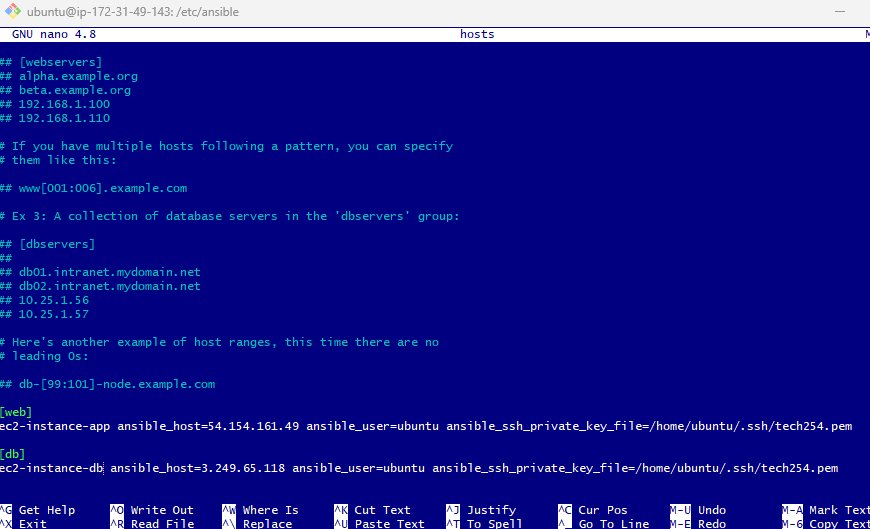 ubuntu@ip-172-31-49-143: /etc/ansible
GNU nano 4.8 hosts M
## [webservers]
## alpha.example.org
## beta.example.org
## 192.168.1.100
## 192.168.1.110
# If you have multiple hosts following a pattern, you can specify
# them like this:
## www[001:006].example.com
# Ex 3: A collection of database servers in the 'dbservers' group:
## [dbservers]
##
## db01.intranet.mydomain.net
## db02.intranet.mydomain.net
## 10.25.1.56
## 10.25.1.57
# Here's another example of host ranges, this time there are no
# leading 0s:
## db-[99:101]-node.example.com
[web]
ec2-instance-app ansible_host=54.154.161.49 ansible_user=ubuntu ansible_ssh_private_key_file=/home/ubuntu/.ssh/tech254.pem
[db]
ec2-instance-db ansible_host=3.249.65.118 ansible_user=ubuntu ansible_ssh_private_key_file=/home/ubuntu/.ssh/tech254.pem
^G Get Help ^O Write Out ^W Where Is ^K Cut Text ^J Justify ^C Cur Pos M-U Undo M-A Mark Text
^X Exit ^R Read File ^\ Replace ^U Paste Text ^T To Spell ^_ Go To Line M-E Redo M-6 Copy Text